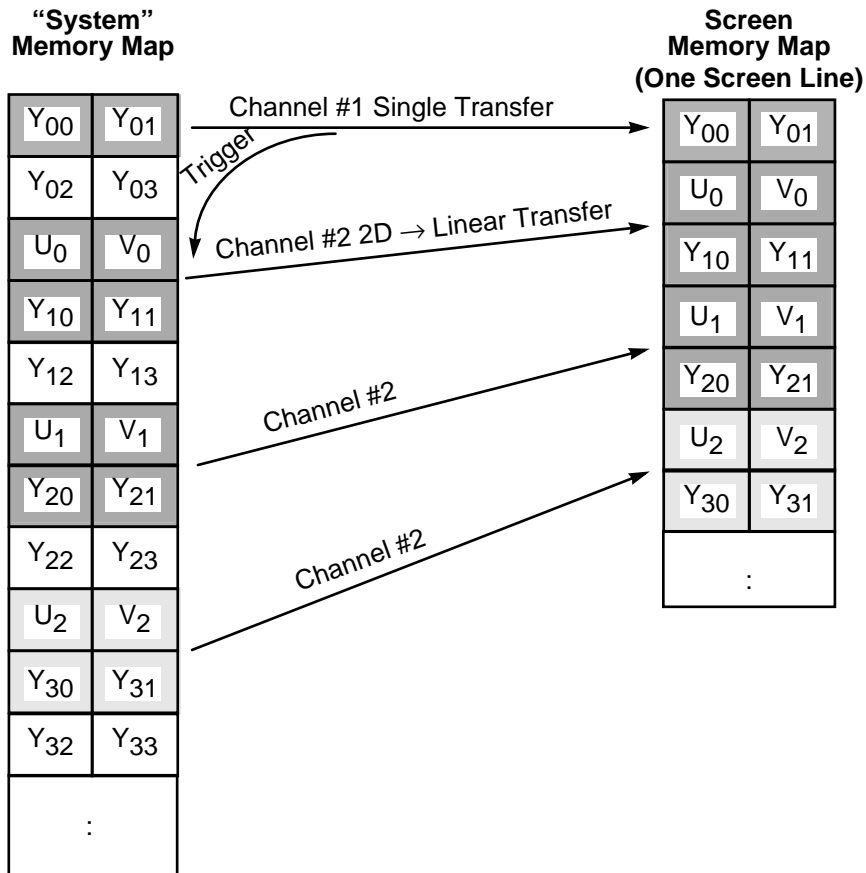 “System”
Memory Map
Screen
Memory Map
(One Screen Line)
Channel #1 Single Transfer
Trigger
Channel #2 2D → Linear Transfer
Channel #2
Channel #2
Y00 Y01
Y02 Y03
U0 V0
Y10 Y11
Y12 Y13
U1 V1
Y20 Y21
Y22 Y23
U2 V2
Y30 Y31
Y32 Y33
:
Y00 Y01
U0 V0
Y10 Y11
U1 V1
Y20 Y21
U2 V2
Y30 Y31
: